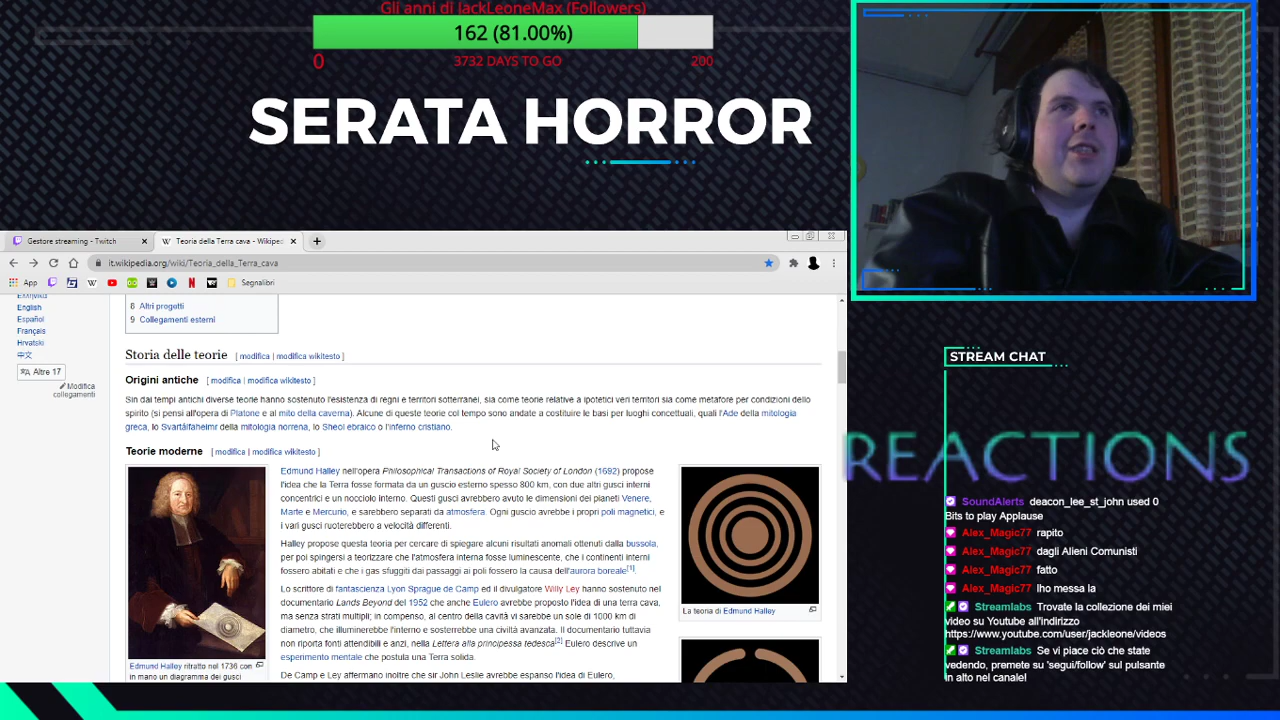 Gli anni di JackLeoneMax (Followers)
162 (81.00%)
0
3732 DAYS TO GO
200
SERATA HORROR
Gestore streaming - Twitch
Teoria della Terra cava - Wikiped
it.wikipedia.org/wiki/Teoria_della_Terra_cava
App
Segnalibri
Ελληνικά
English
Español
Français
Hrvatski
中文
Altre 17
Modifica
collegamenti
8 Altri progetti
9 Collegamenti esterni
Storia delle teorie [ modifica | modifica wikitesto ]
Origini antiche [ modifica | modifica wikitesto ]
Sin dai tempi antichi diverse teorie hanno sostenuto l'esistenza di regni e territori sotterranei, sia come teorie relative a ipotetici veri territori sia come metafore per condizioni dello
spirito (si pensi all'opera di Platone e al mito della caverna). Alcune di queste teorie col tempo sono andate a costituire le basi per luoghi concettuali, quali l'Ade della mitologia
greca, lo Svartálfaheimr della mitologia norrena, lo Sheol ebraico o l'inferno cristiano.
Teorie moderne [ modifica | modifica wikitesto ]
Edmund Halley nell'opera Philosophical Transactions of Royal Society of London (1692) propose
l'idea che la Terra fosse formata da un guscio esterno spesso 800 km, con due altri gusci interni
concentrici e un nocciolo interno. Questi gusci avrebbero avuto le dimensioni dei pianeti Venere,
Marte e Mercurio, e sarebbero separati da atmosfera. Ogni guscio avrebbe i propri poli magnetici, e
i vari gusci ruoterebbero a velocità differenti.
Halley propose questa teoria per cercare di spiegare alcuni risultati anomali ottenuti dalla bussola,
per poi spingersi a teorizzare che l'atmosfera interna fosse luminescente, che i continenti interni
fossero abitati e che i gas sfuggiti dai passaggi ai poli fossero la causa dell'aurora boreale[1].
Lo scrittore di fantascienza Lyon Sprague de Camp ed il divulgatore Willy Ley hanno sostenuto nel
documentario Lands Beyond del 1952 che anche Eulero avrebbe proposto l'idea di una terra cava,
ma senza strati multipli; in compenso, al centro della cavità vi sarebbe un sole di 1000 km di
diametro, che illuminerebbe l'interno e sosterrebbe una civiltà avanzata. Il documentario tuttavia
non riporta fonti attendibili e anzi, nella Lettera alla principessa tedesca[2] Eulero descrive un
esperimento mentale che postula una Terra solida.
De Camp e Ley affermano inoltre che sir John Leslie avrebbe espanso l'idea di Eulero,
Edmund Halley ritratto nel 1736 con
in mano un diagramma dei gusci
La teoria di Edmund Halley
STREAM CHAT
REACTIONS
SoundAlerts deacon_lee_st_john used 0
Bits to play Applause
Alex_Magic77 rapito
Alex_Magic77 dagli Alieni Comunisti
Alex_Magic77 fatto
Alex_Magic77 lho messa la
Streamlabs Trovate la collezione dei miei
video su Youtube all'indirizzo
https://www.youtube.com/user/jackleone/videos
Streamlabs Se vi piace ciò che state
vedendo, premete su 'segui/follow' sul pulsante
in alto nel canale!